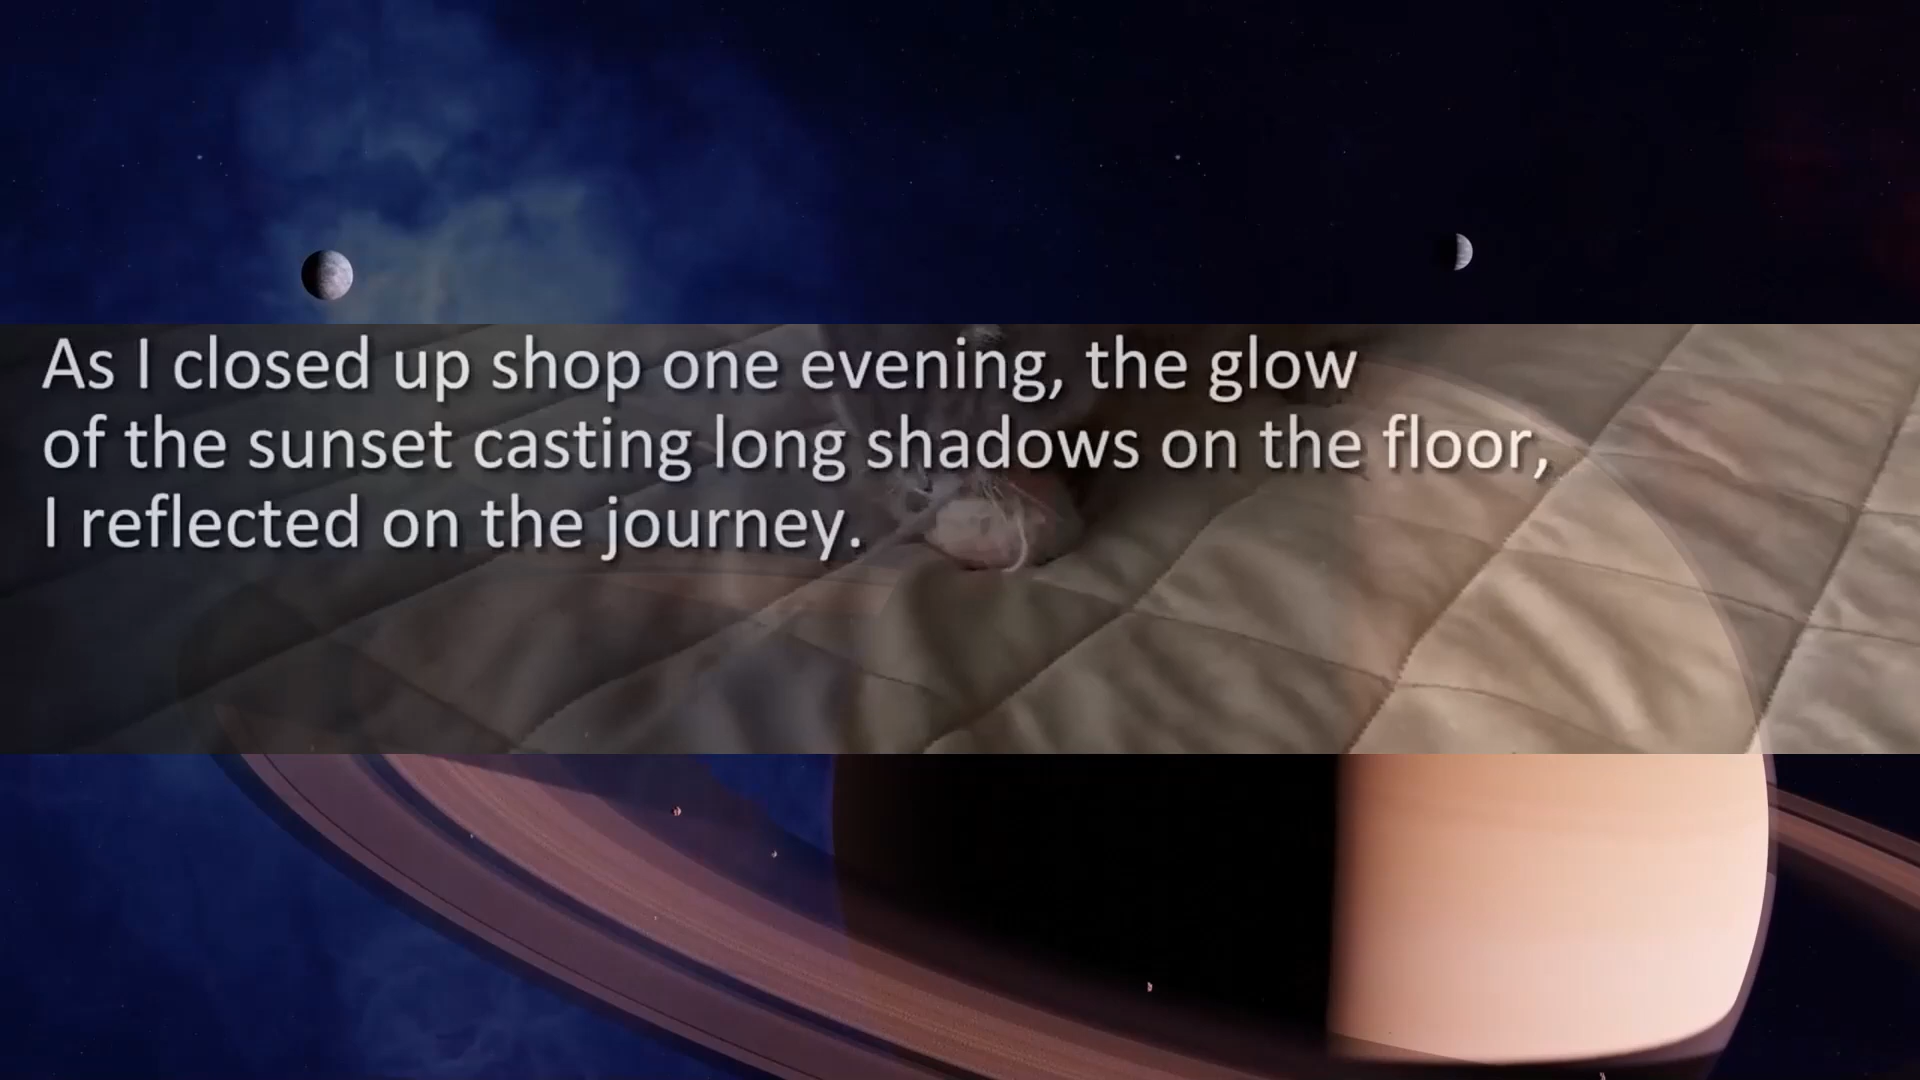 As I closed up shop one evening, the glow
of the sunset casting long shadows on the floor,
I reflected on the journey.